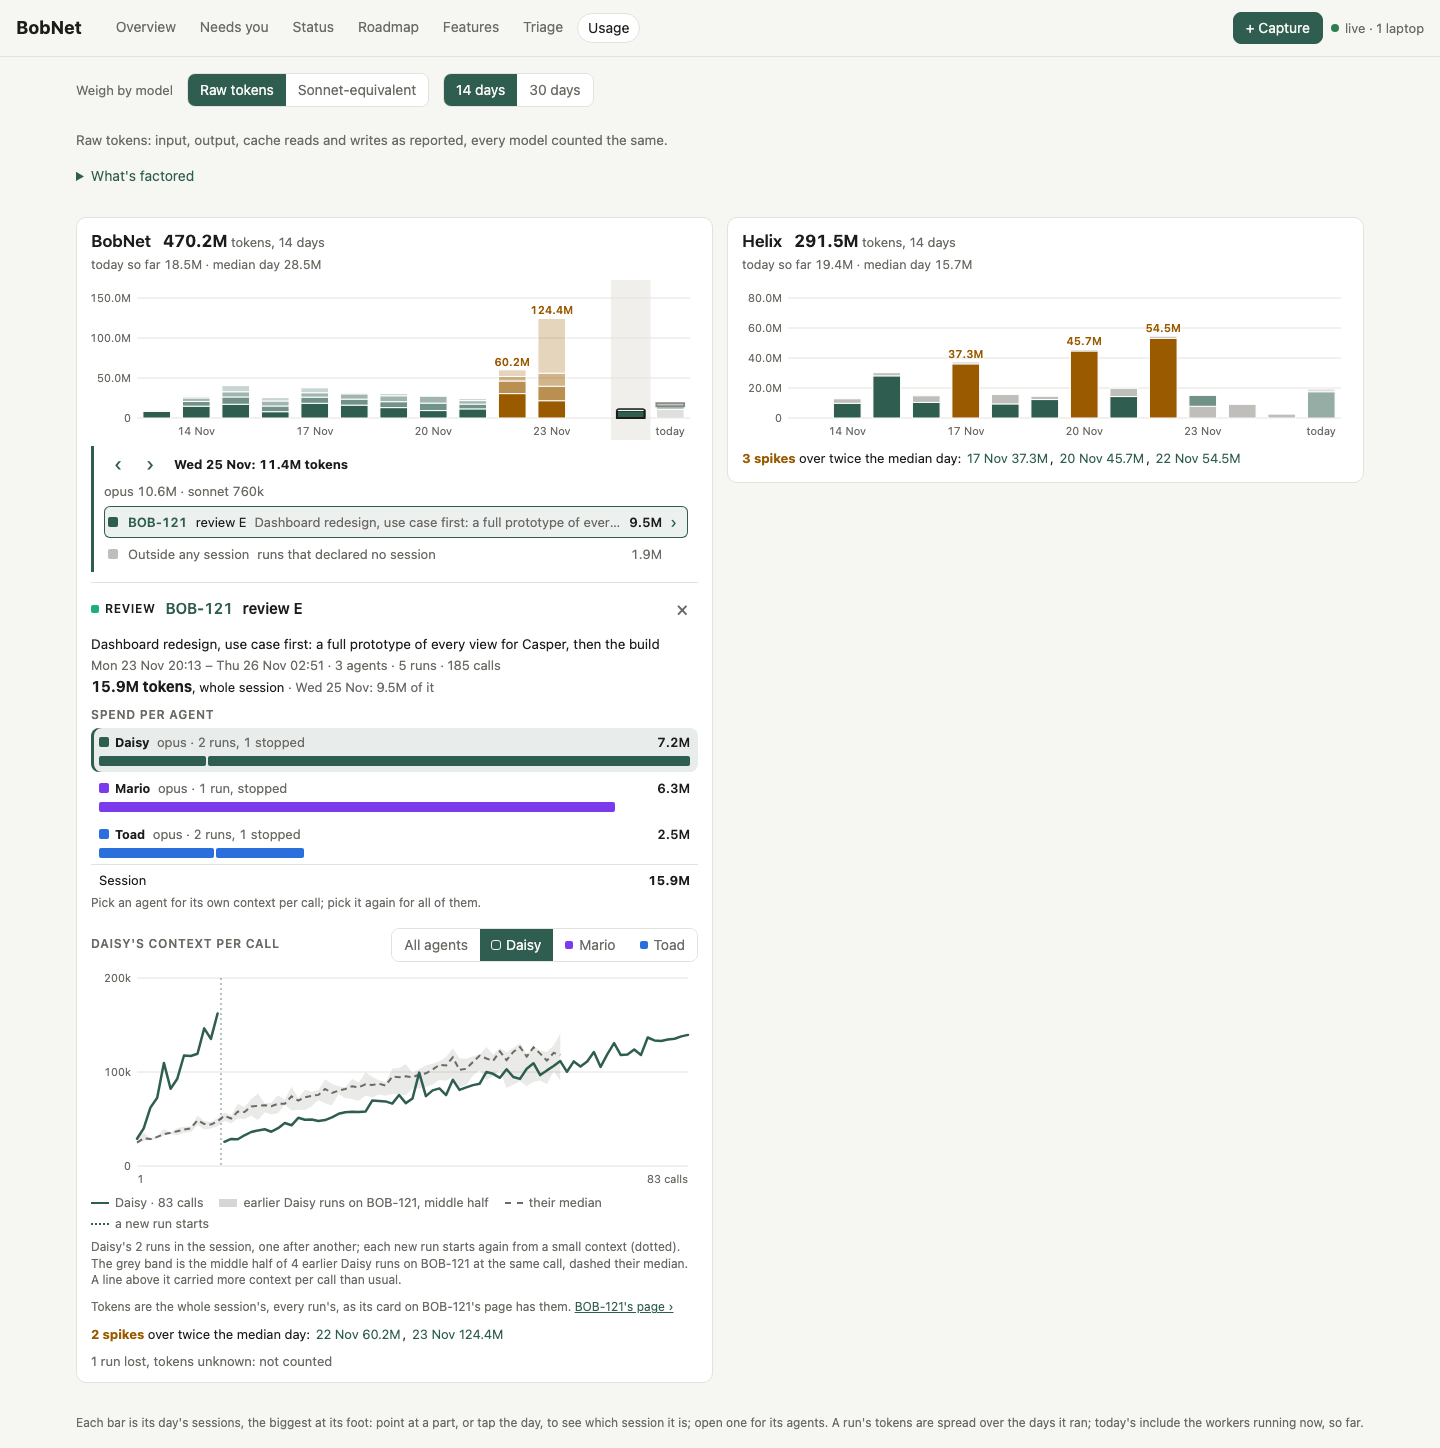 BobNet Overview Needs you Status Roadmap Features Triage Usage + Capture live · 1 laptop
Weigh by model Raw tokens Sonnet-equivalent 14 days 30 days
Raw tokens: input, output, cache reads and writes as reported, every model counted the same.
What's factored
BobNet 470.2M tokens, 14 days
today so far 18.5M · median day 28.5M
150.0M
124.4M
100.0M
60.2M
50.0M
0
14 Nov 17 Nov 20 Nov 23 Nov today
‹ › Wed 25 Nov: 11.4M tokens
opus 10.6M · sonnet 760k
BOB-121 review E Dashboard redesign, use case first: a full prototype of ever... 9.5M ›
Outside any session runs that declared no session 1.9M
REVIEW BOB-121 review E ×
Dashboard redesign, use case first: a full prototype of every view for Casper, then the build
Mon 23 Nov 20:13 – Thu 26 Nov 02:51 · 3 agents · 5 runs · 185 calls
15.9M tokens, whole session · Wed 25 Nov: 9.5M of it
SPEND PER AGENT
Daisy opus · 2 runs, 1 stopped 7.2M
Mario opus · 1 run, stopped 6.3M
Toad opus · 2 runs, 1 stopped 2.5M
Session 15.9M
Pick an agent for its own context per call; pick it again for all of them.
DAISY'S CONTEXT PER CALL All agents Daisy Mario Toad
200k
100k
0
1 83 calls
Daisy · 83 calls earlier Daisy runs on BOB-121, middle half their median
a new run starts
Daisy's 2 runs in the session, one after another; each new run starts again from a small context (dotted).
The grey band is the middle half of 4 earlier Daisy runs on BOB-121 at the same call, dashed their median.
A line above it carried more context per call than usual.
Tokens are the whole session's, every run's, as its card on BOB-121's page has them. BOB-121's page ›
2 spikes over twice the median day: 22 Nov 60.2M, 23 Nov 124.4M
1 run lost, tokens unknown: not counted
Helix 291.5M tokens, 14 days
today so far 19.4M · median day 15.7M
80.0M
60.0M
54.5M
45.7M
40.0M
37.3M
20.0M
0
14 Nov 17 Nov 20 Nov 23 Nov today
3 spikes over twice the median day: 17 Nov 37.3M, 20 Nov 45.7M, 22 Nov 54.5M
Each bar is its day's sessions, the biggest at its foot: point at a part, or tap the day, to see which session it is; open one for its agents. A run's tokens are spread over the days it ran; today's include the workers running now, so far.